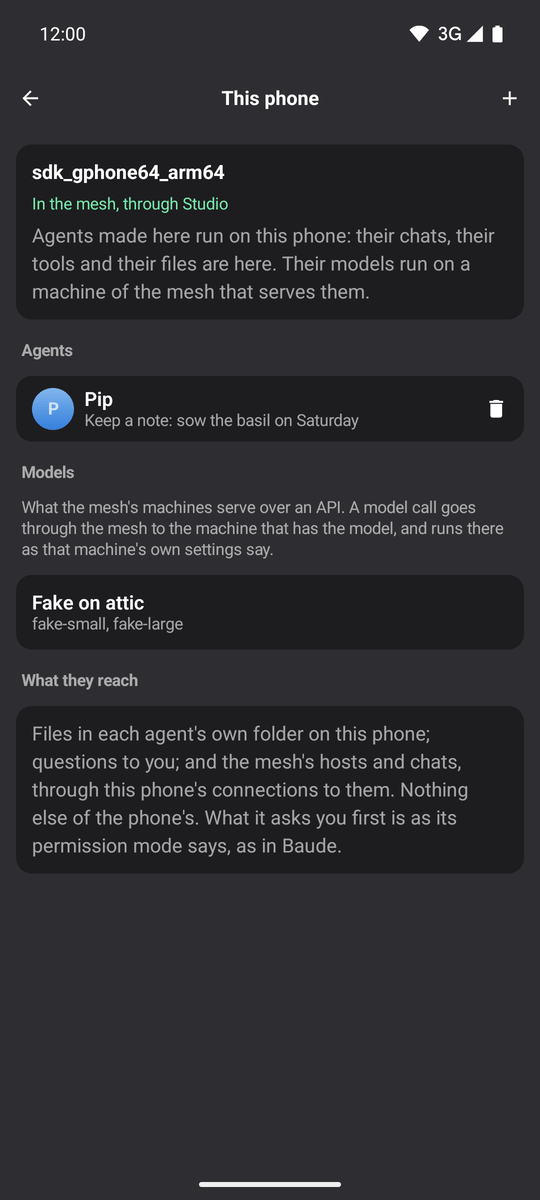 12:00
3G
This phone
sdk_gphone64_arm64
In the mesh, through Studio
Agents made here run on this phone: their chats, their
tools and their files are here. Their models run on a
machine of the mesh that serves them.
Agents
P
Pip
Keep a note: sow the basil on Saturday
Models
What the mesh's machines serve over an API. A model call goes
through the mesh to the machine that has the model, and runs there
as that machine's own settings say.
Fake on attic
fake-small, fake-large
What they reach
Files in each agent's own folder on this phone;
questions to you; and the mesh's hosts and chats,
through this phone's connections to them. Nothing
else of the phone's. What it asks you first is as its
permission mode says, as in Baude.